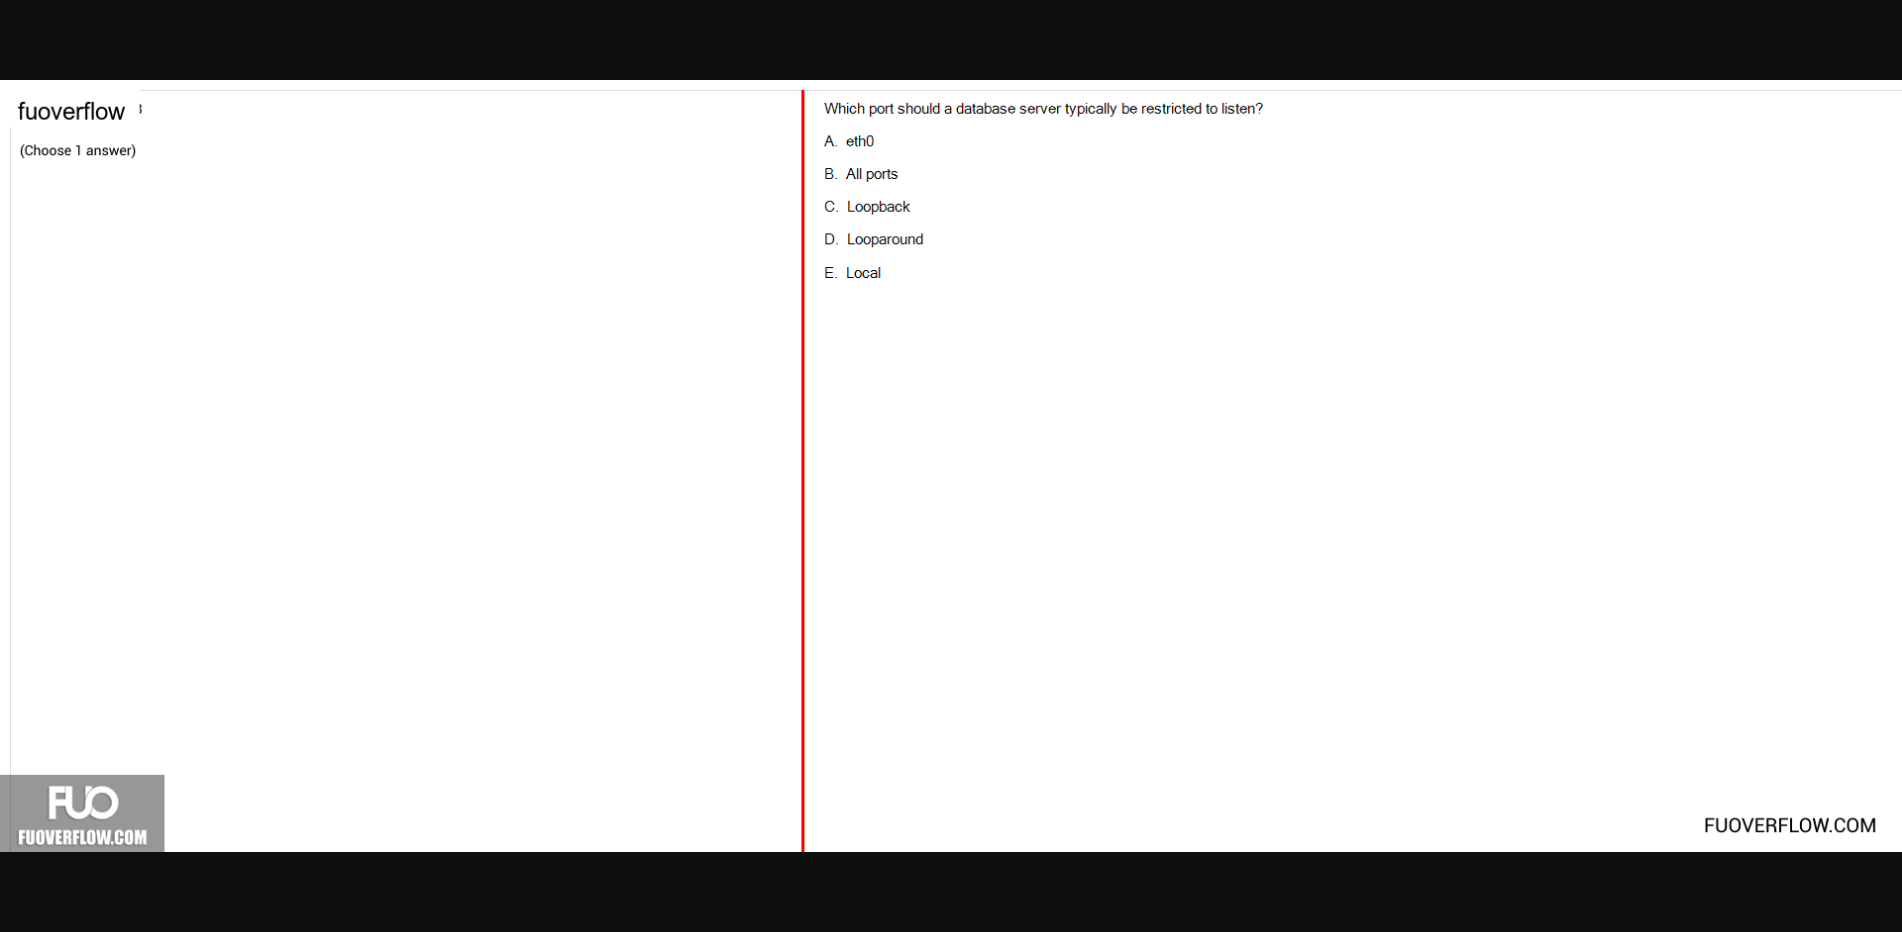 fuoverflow
(Choose 1 answer)
Which port should a database server typically be restricted to listen?
A. eth0
B. All ports
C. Loopback
D. Looparound
E. Local
FUO
FUOVERFLOW.COM
FUOVERFLOW.COM